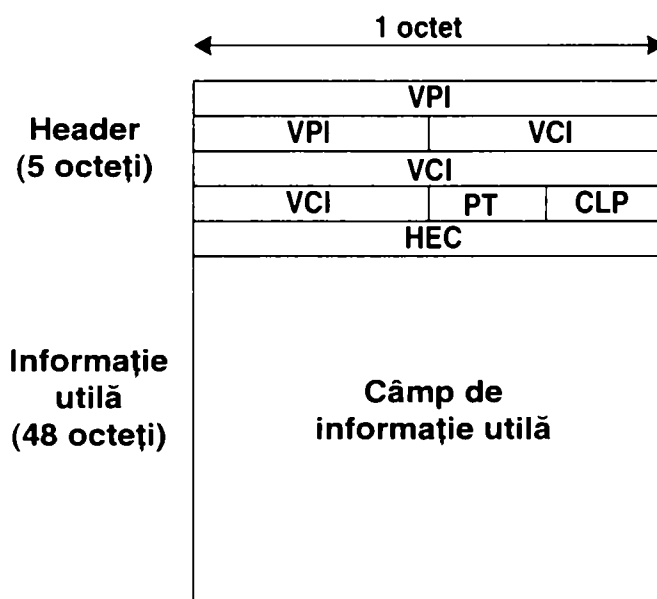 1 octet
Header
(5 octeți)
VPI
VPI VCI
VCI
VCI PT CLP
HEC
Informație
utilă
(48 octeți)
Câmp de
informație utilă